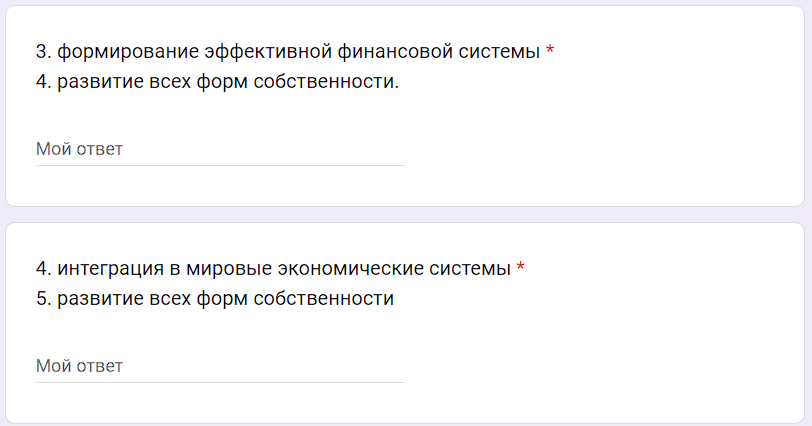 3. формирование эффективной финансовой системы *
4. развитие всех форм собственности.
Мой ответ
4. интеграция в мировые экономические системы *
5. развитие всех форм собственности
Мой ответ